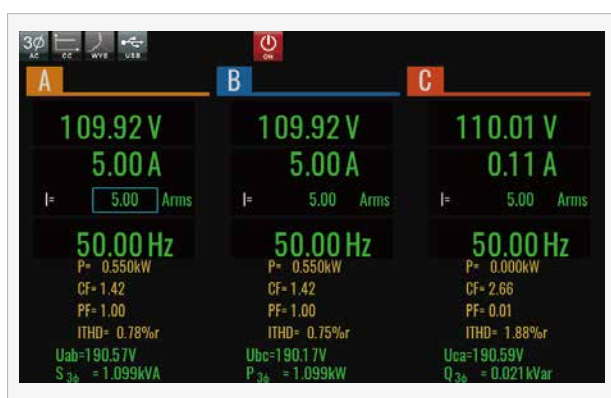 3Ø
AC CC WVE USB ON
A B C
109.92 V 109.92 V 110.01 V
5.00 A 5.00 A 0.11 A
I= 5.00 Arms I= 5.00 Arms I= 5.00 Arms
50.00 Hz 50.00 Hz 50.00 Hz
P= 0.550kW P= 0.550kW P= 0.000kW
CF= 1.42 CF= 1.42 CF= 2.66
PF= 1.00 PF= 1.00 PF= 0.01
ITHD= 0.78%r ITHD= 0.75%r ITHD= 1.88%r
Uab=190.57V Ubc=190.17V Uca=190.59V
S3ϕ = 1.099kVA P3ϕ = 1.099kW Q3ϕ = 0.021kVar